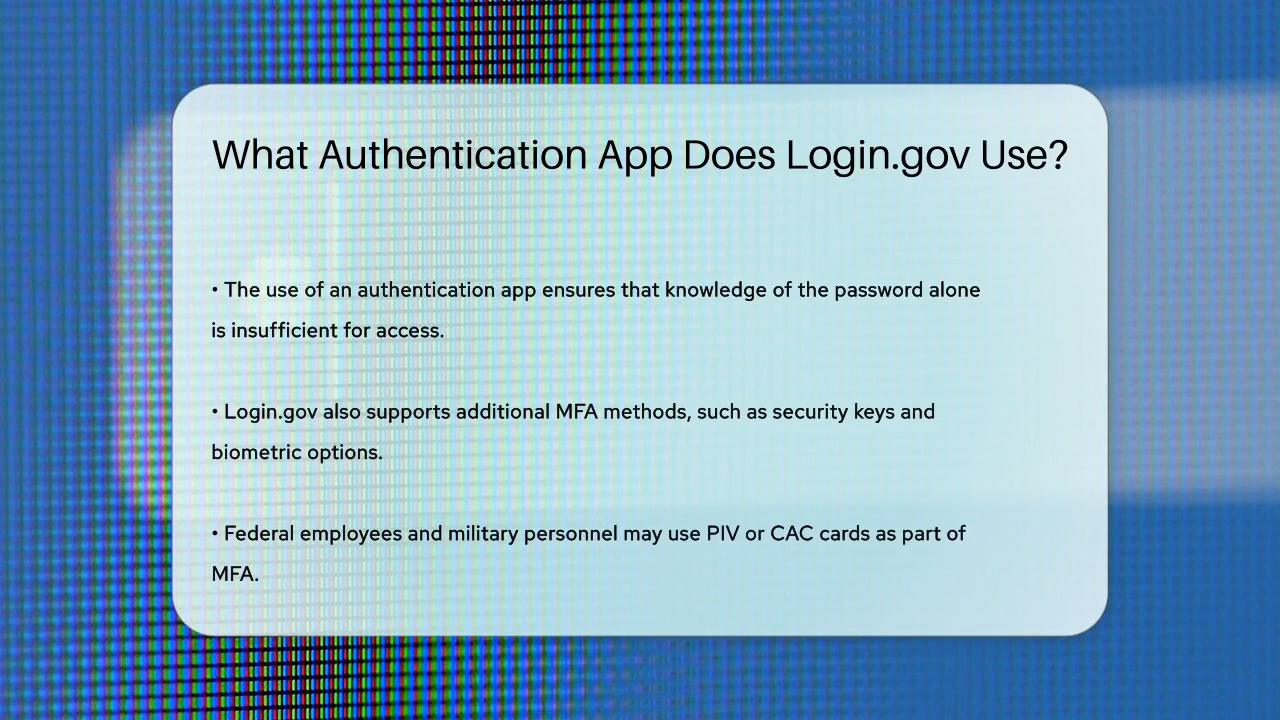 What Authentication App Does Login.gov Use?
• The use of an authentication app ensures that knowledge of the password alone
is insufficient for access.
• Login.gov also supports additional MFA methods, such as security keys and
biometric options.
• Federal employees and military personnel may use PIV or CAC cards as part of
MFA.